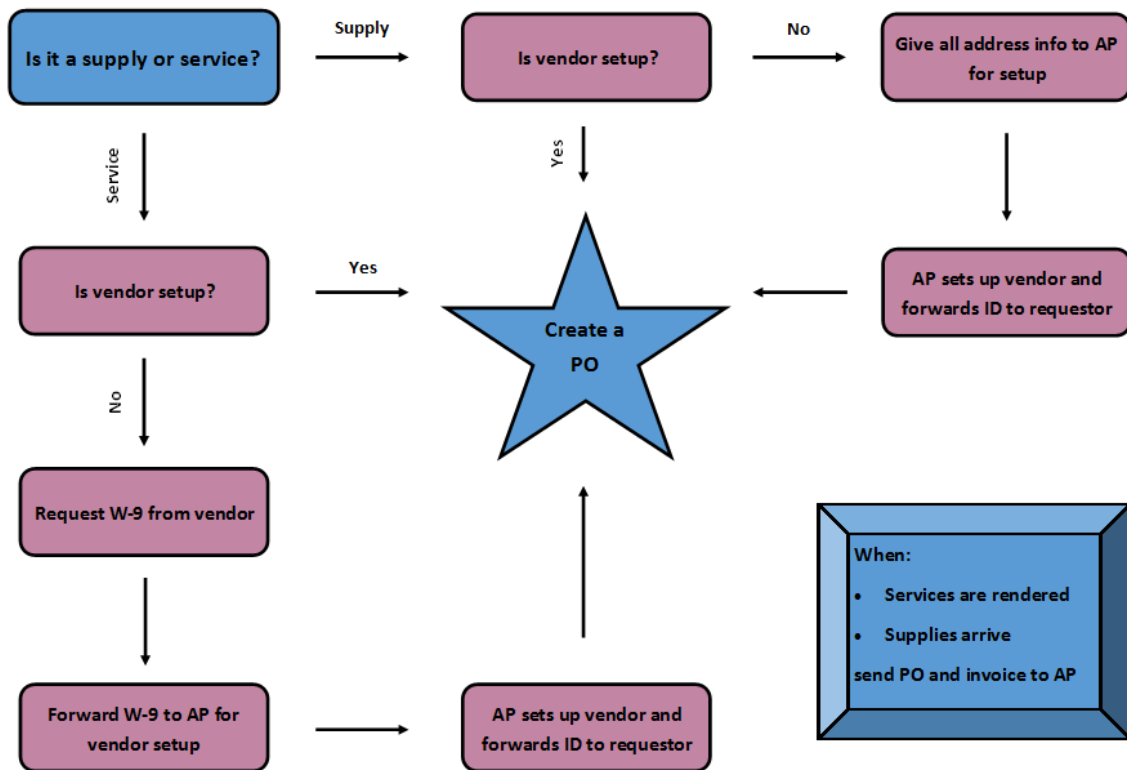 Is it a supply or service?
Supply
Is vendor setup?
No
Give all address info to AP
for setup
Service
Yes
Is vendor setup?
Yes
Create a
PO
AP sets up vendor and
forwards ID to requestor
No
Request W-9 from vendor
When:
• Services are rendered
• Supplies arrive
send PO and invoice to AP
Forward W-9 to AP for
vendor setup
AP sets up vendor and
forwards ID to requestor